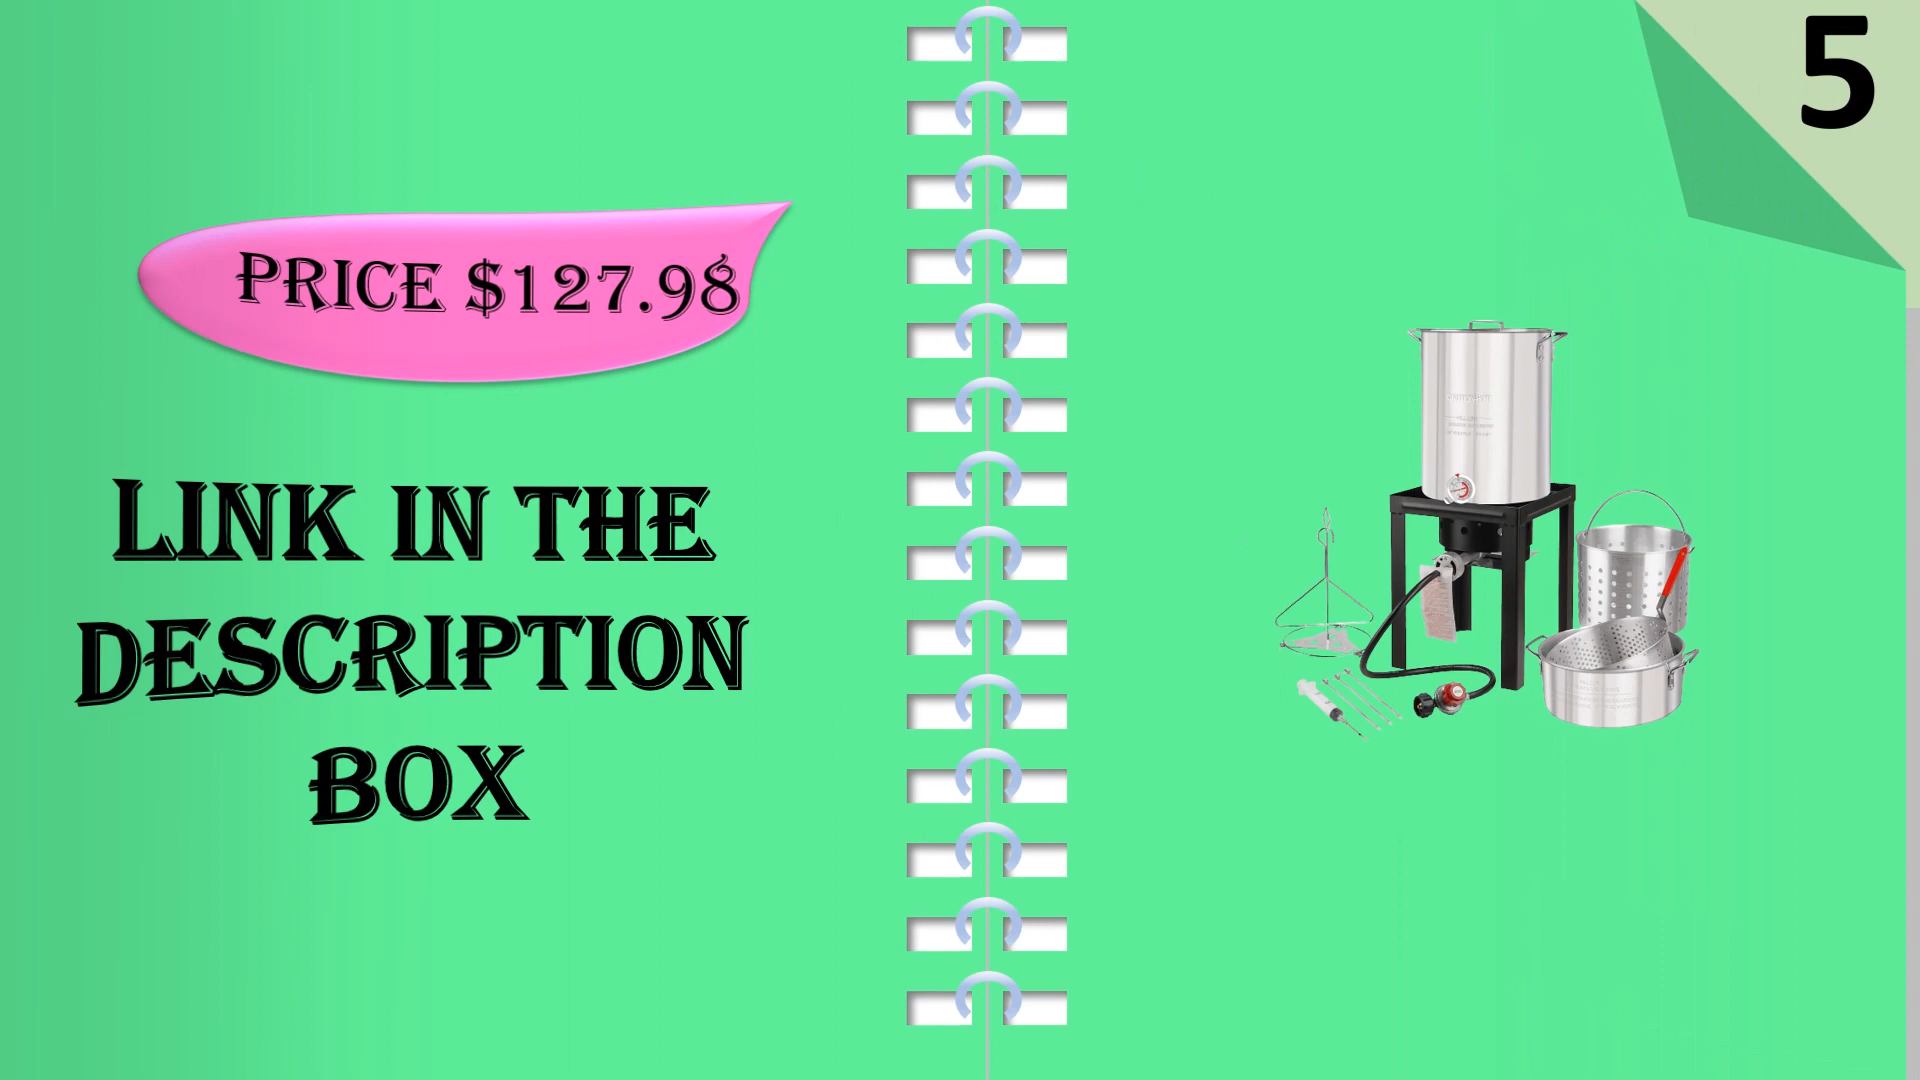 5
PRICE $127.98
LINK IN THE
DESCRIPTION
BOX